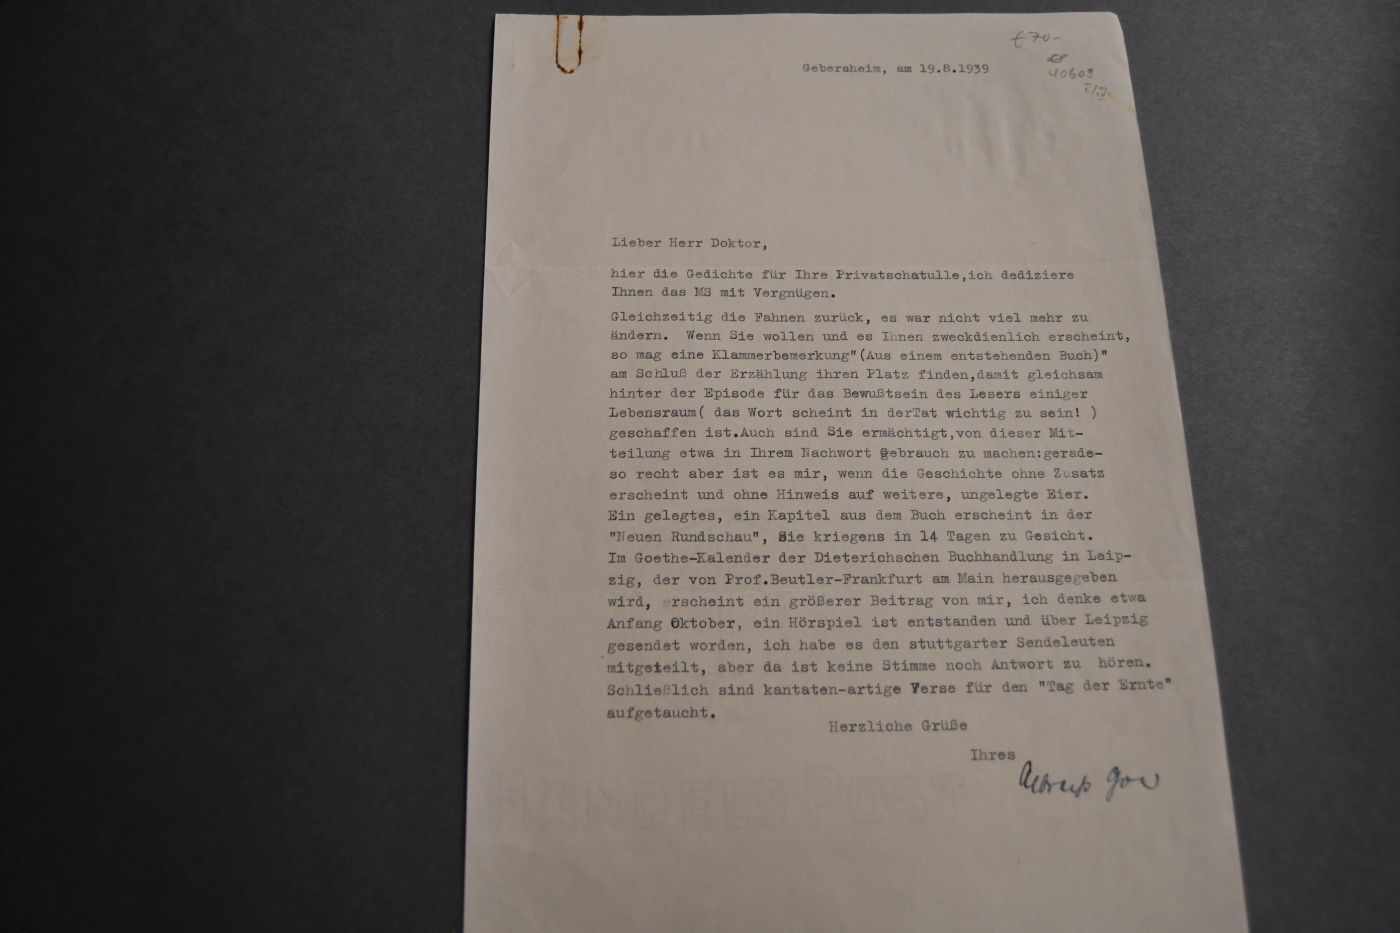 €70-
Gebersheim, am 19.8.1939
40609
Lieber Herr Doktor,
hier die Gedichte für Ihre Privatschatulle,ich dediziere
Ihnen das MS mit Vergnügen.
Gleichzeitig die Fahnen zurück, es war nicht viel mehr zu
ändern. Wenn Sie wollen und es Ihnen zweckdienlich erscheint,
so mag eine Klammerbemerkung"(Aus einem entstehenden Buch)"
am Schluß der Erzählung ihren Platz finden,damit gleichsam
hinter der Episode für das Bewußtsein des Lesers einiger
Lebensraum( das Wort scheint in derTat wichtig zu sein! )
geschaffen ist.Auch sind Sie ermächtigt,von dieser Mit-
teilung etwa in Ihrem Nachwort gebrauch zu machen:gerade-
so recht aber ist es mir, wenn die Geschichte ohne Zusatz
erscheint und ohne Hinweis auf weitere, ungelegte Eier.
Ein gelegtes, ein Kapitel aus dem Buch erscheint in der
"Neuen Rundschau", Sie kriegens in 14 Tagen zu Gesicht.
Im Goethe-Kalender der Dieterichschen Buchhandlung in Leip-
zig, der von Prof.Beutler-Frankfurt am Main herausgegeben
wird, erscheint ein größerer Beitrag von mir, ich denke etwa
Anfang Oktober, ein Hörspiel ist entstanden und über Leipzig
gesendet worden, ich habe es den stuttgarter Sendeleuten
mitgeteilt, aber da ist keine Stimme noch Antwort zu hören.
Schließlich sind kantaten-artige Verse für den "Tag der Ernte"
aufgetaucht.
Herzliche Grüße
Ihres
Albrecht Goes